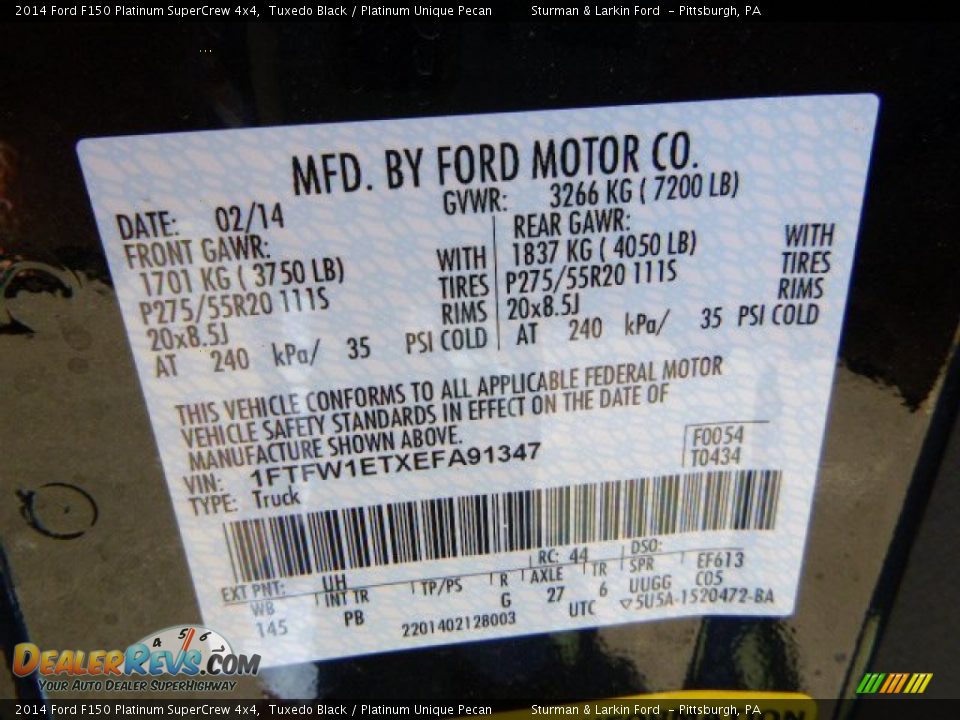 2014 Ford F150 Platinum SuperCrew 4x4, Tuxedo Black / Platinum Unique Pecan Sturman & Larkin Ford - Pittsburgh, PA
MFD. BY FORD MOTOR CO.
DATE: 02/14 GVWR: 3266 KG ( 7200 LB)
FRONT GAWR: REAR GAWR:
1701 KG ( 3750 LB) WITH 1837 KG ( 4050 LB) WITH
P275/55R20 111S TIRES P275/55R20 111S TIRES
20x8.5J RIMS 20x8.5J RIMS
AT 240 kPa/ 35 PSI COLD AT 240 kPa/ 35 PSI COLD
THIS VEHICLE CONFORMS TO ALL APPLICABLE FEDERAL MOTOR
VEHICLE SAFETY STANDARDS IN EFFECT ON THE DATE OF
MANUFACTURE SHOWN ABOVE.
VIN: 1FTFW1ETXEFA91347
TYPE: Truck
F0054
T0434
EXT PNT: UH RC: 44 DSO:
WB INT TR TP/PS R AXLE TR SPR EF613
145 PB G 27 6 UUGG C05
2201402128003 UTC ▽5U5A-1520472-BA
4 5 6
DEALERREVS.COM
YOUR AUTO DEALER SUPERHIGHWAY
2014 Ford F150 Platinum SuperCrew 4x4, Tuxedo Black / Platinum Unique Pecan Sturman & Larkin Ford - Pittsburgh, PA